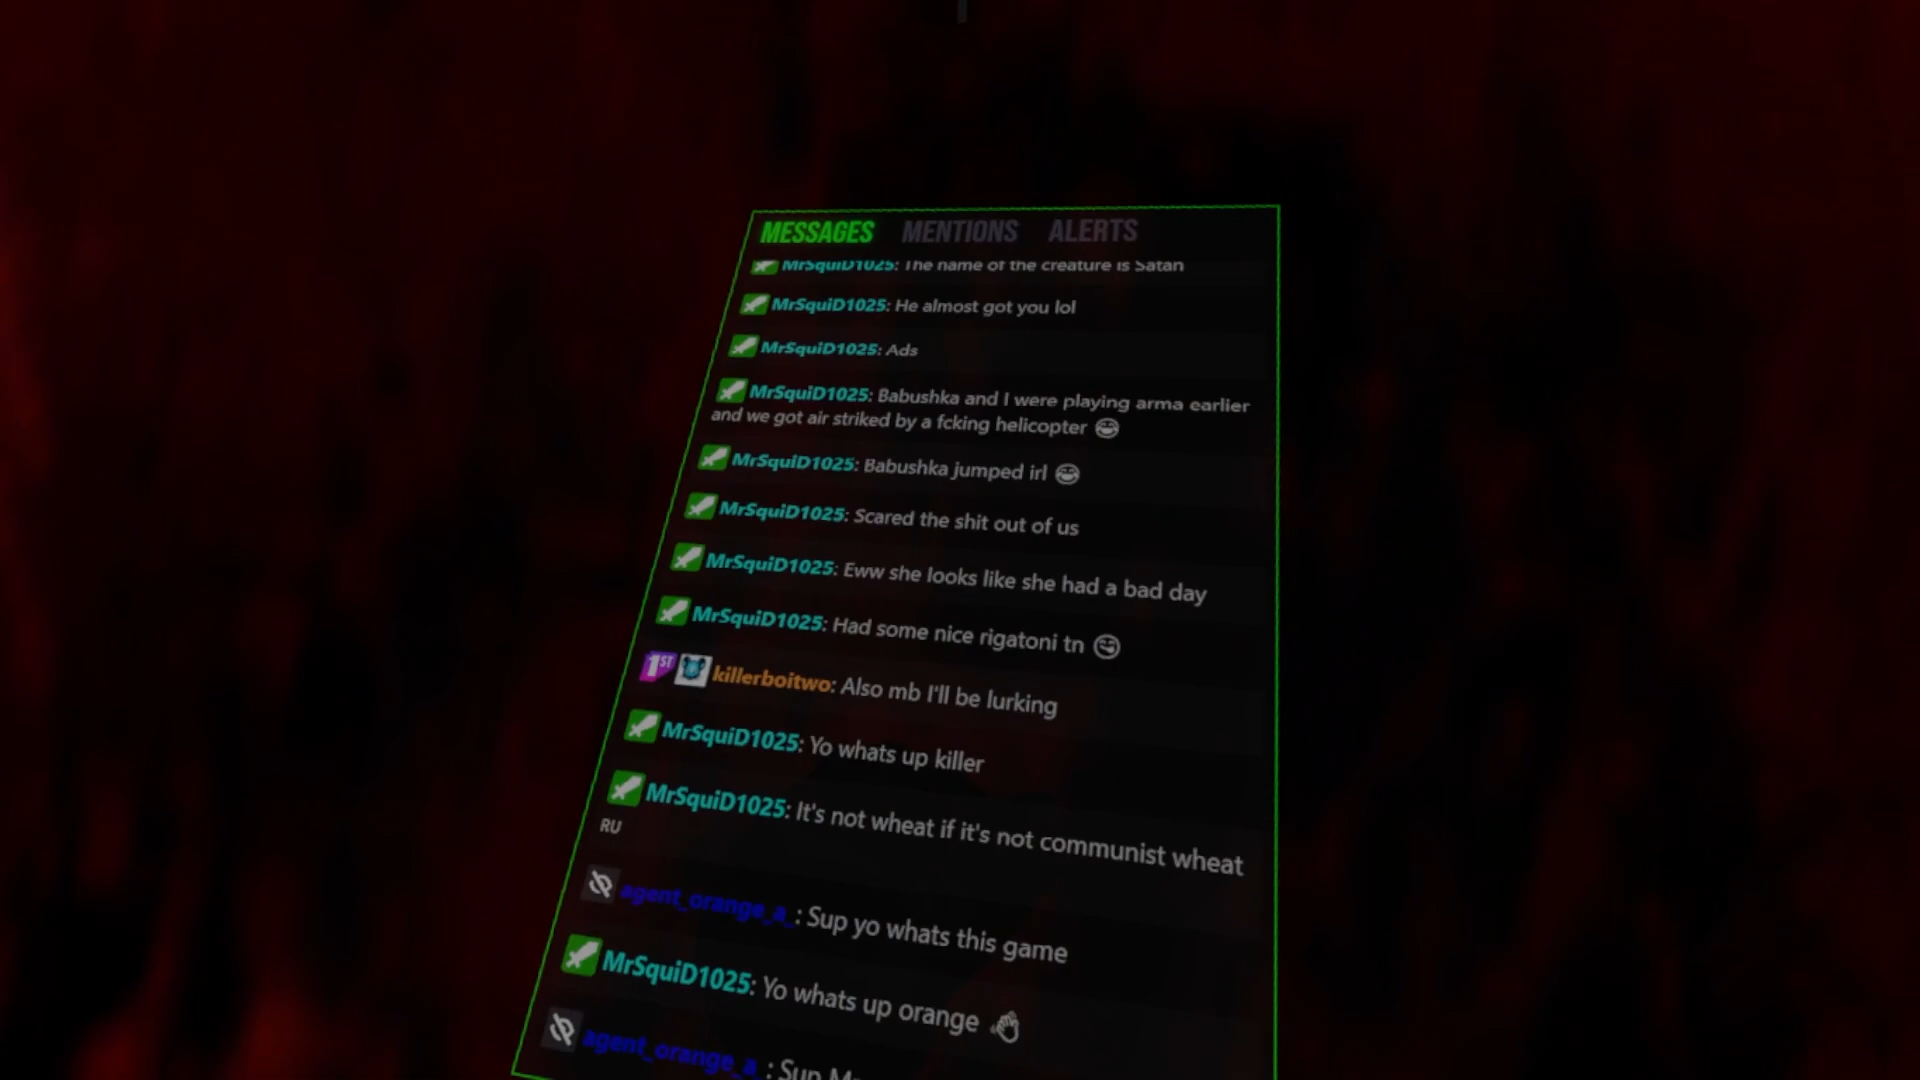 MESSAGES MENTIONS ALERTS
MrSquiD1025: The name of the creature is Satan
MrSquiD1025: He almost got you lol
MrSquiD1025: Ads
MrSquiD1025: Babushka and I were playing arma earlier
and we got air striked by a fcking helicopter 😂
MrSquiD1025: Babushka jumped irl 😂
MrSquiD1025: Scared the shit out of us
MrSquiD1025: Eww she looks like she had a bad day
MrSquiD1025: Had some nice rigatoni tn 😋
1ST killerboitwo: Also mb I'll be lurking
MrSquiD1025: Yo whats up killer
MrSquiD1025: It's not wheat if it's not communist wheat
RU
agent_orange_a_: Sup yo whats this game
MrSquiD1025: Yo whats up orange 👋
agent_orange_a_: Sup